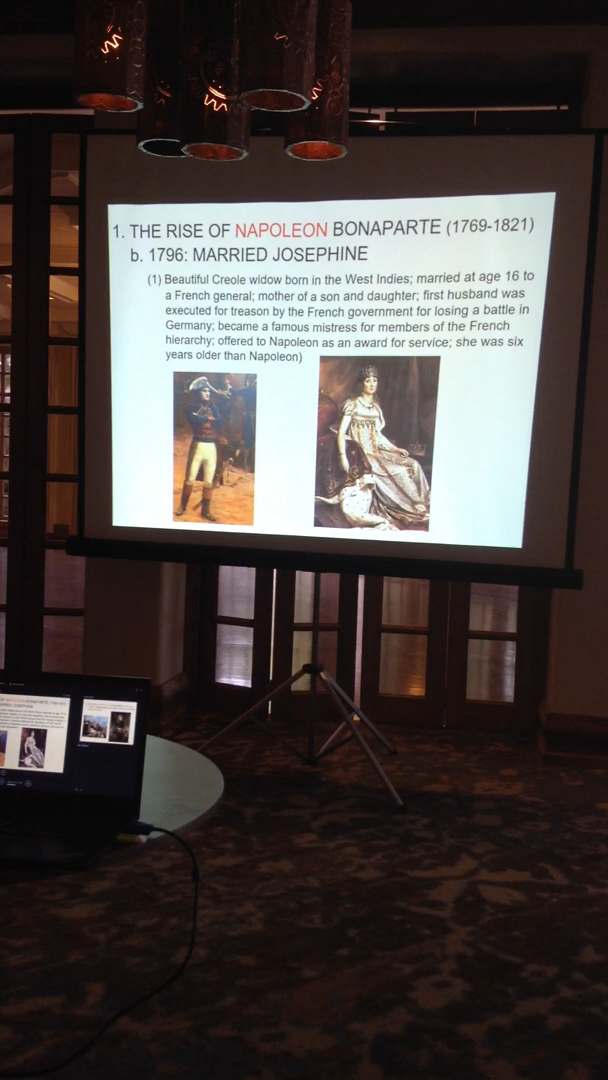 1. THE RISE OF NAPOLEON BONAPARTE (1769-1821)
b. 1796: MARRIED JOSEPHINE
(1) Beautiful Creole widow born in the West Indies; married at age 16 to
a French general; mother of a son and daughter; first husband was
executed for treason by the French government for losing a battle in
Germany; became a famous mistress for members of the French
hierarchy; offered to Napoleon as an award for service; she was six
years older than Napoleon)